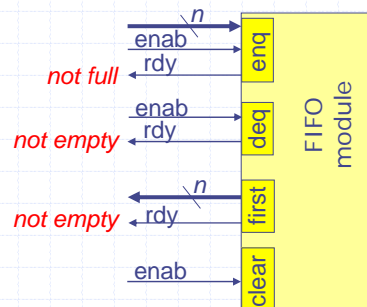 n
enab
not full rdy
enq
enab
not empty rdy
deq
n
not empty rdy
first
enab
clear
FIFO
module